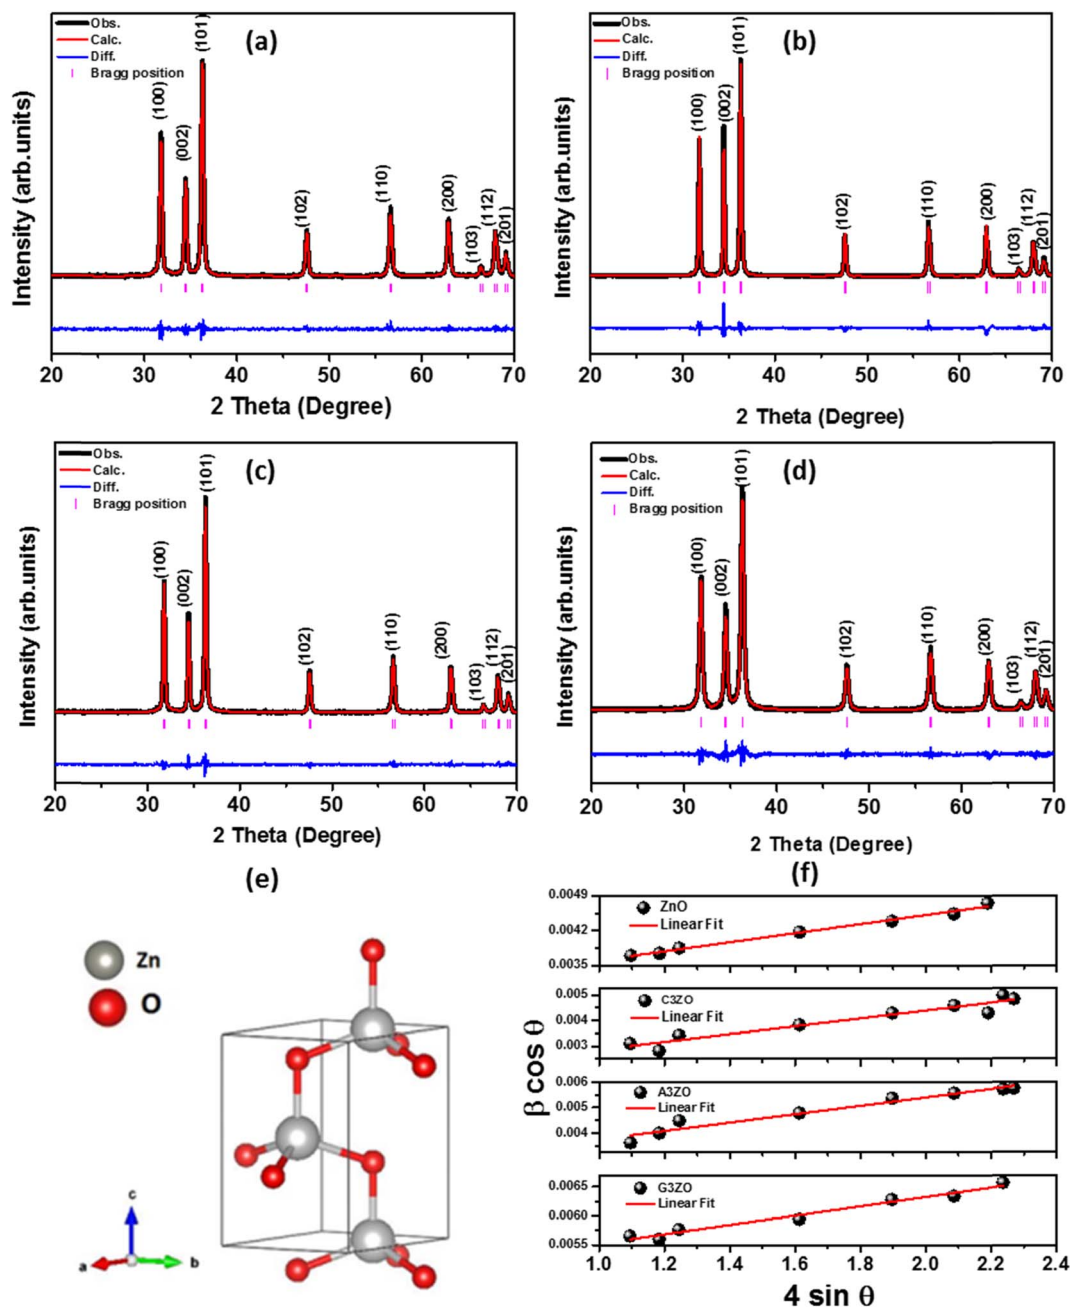 Obs.
Calc.
Diff.
Bragg position
(a)
(100)
(002)
(101)
(102)
(110)
(200)
(103)
(112)
(201)
Intensity (arb.units)
20 30 40 50 60 70
2 Theta (Degree)
Obs.
Calc.
Diff.
Bragg position
(b)
(100)
(002)
(101)
(102)
(110)
(200)
(103)
(112)
(201)
Intensity (arb.units)
20 30 40 50 60 70
2 Theta (Degree)
Obs.
Calc.
Diff.
Bragg position
(c)
(100)
(002)
(101)
(102)
(110)
(200)
(103)
(112)
(201)
Intensity (arb.units)
20 30 40 50 60 70
2 Theta (Degree)
Obs.
Calc.
Diff.
Bragg position
(d)
(100)
(002)
(101)
(102)
(110)
(200)
(103)
(112)
(201)
Intensity (arb.units)
20 30 40 50 60 70
2 Theta (Degree)
(e)
Zn
O
c
a
b
(f)
0.0049
0.0042
0.0035
ZnO
Linear Fit
0.005
0.004
0.003
C3ZO
Linear Fit
0.006
0.005
0.004
A3ZO
Linear Fit
0.0065
0.0060
0.0055
G3ZO
Linear Fit
β cos θ
1.0 1.2 1.4 1.6 1.8 2.0 2.2 2.4
4 sin θ